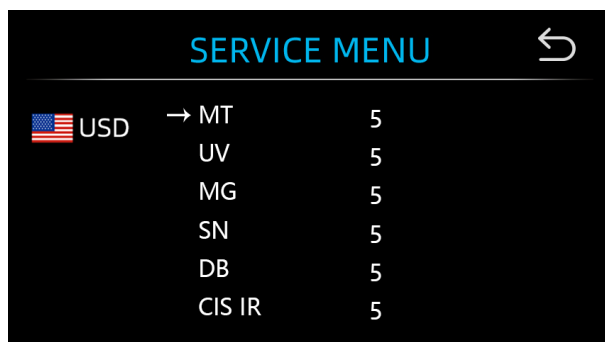 SERVICE MENU
USD → MT 5
UV 5
MG 5
SN 5
DB 5
CIS IR 5